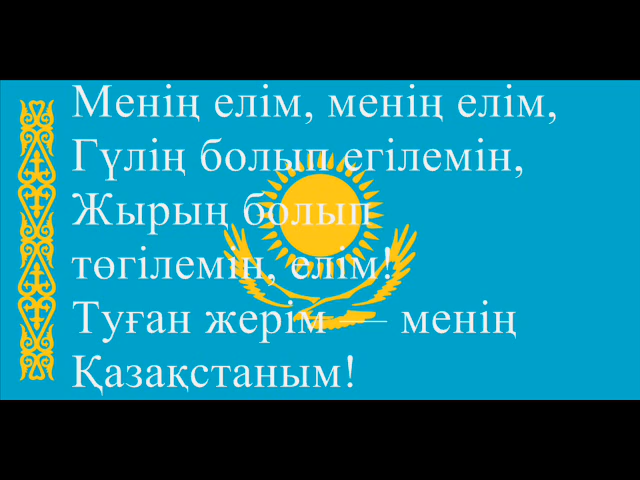 Менің елім, менің елім,
Гүлің болып егілемін,
Жырың болып
төгілемін, елім!
Туған жерім — менің
Қазақстаным!